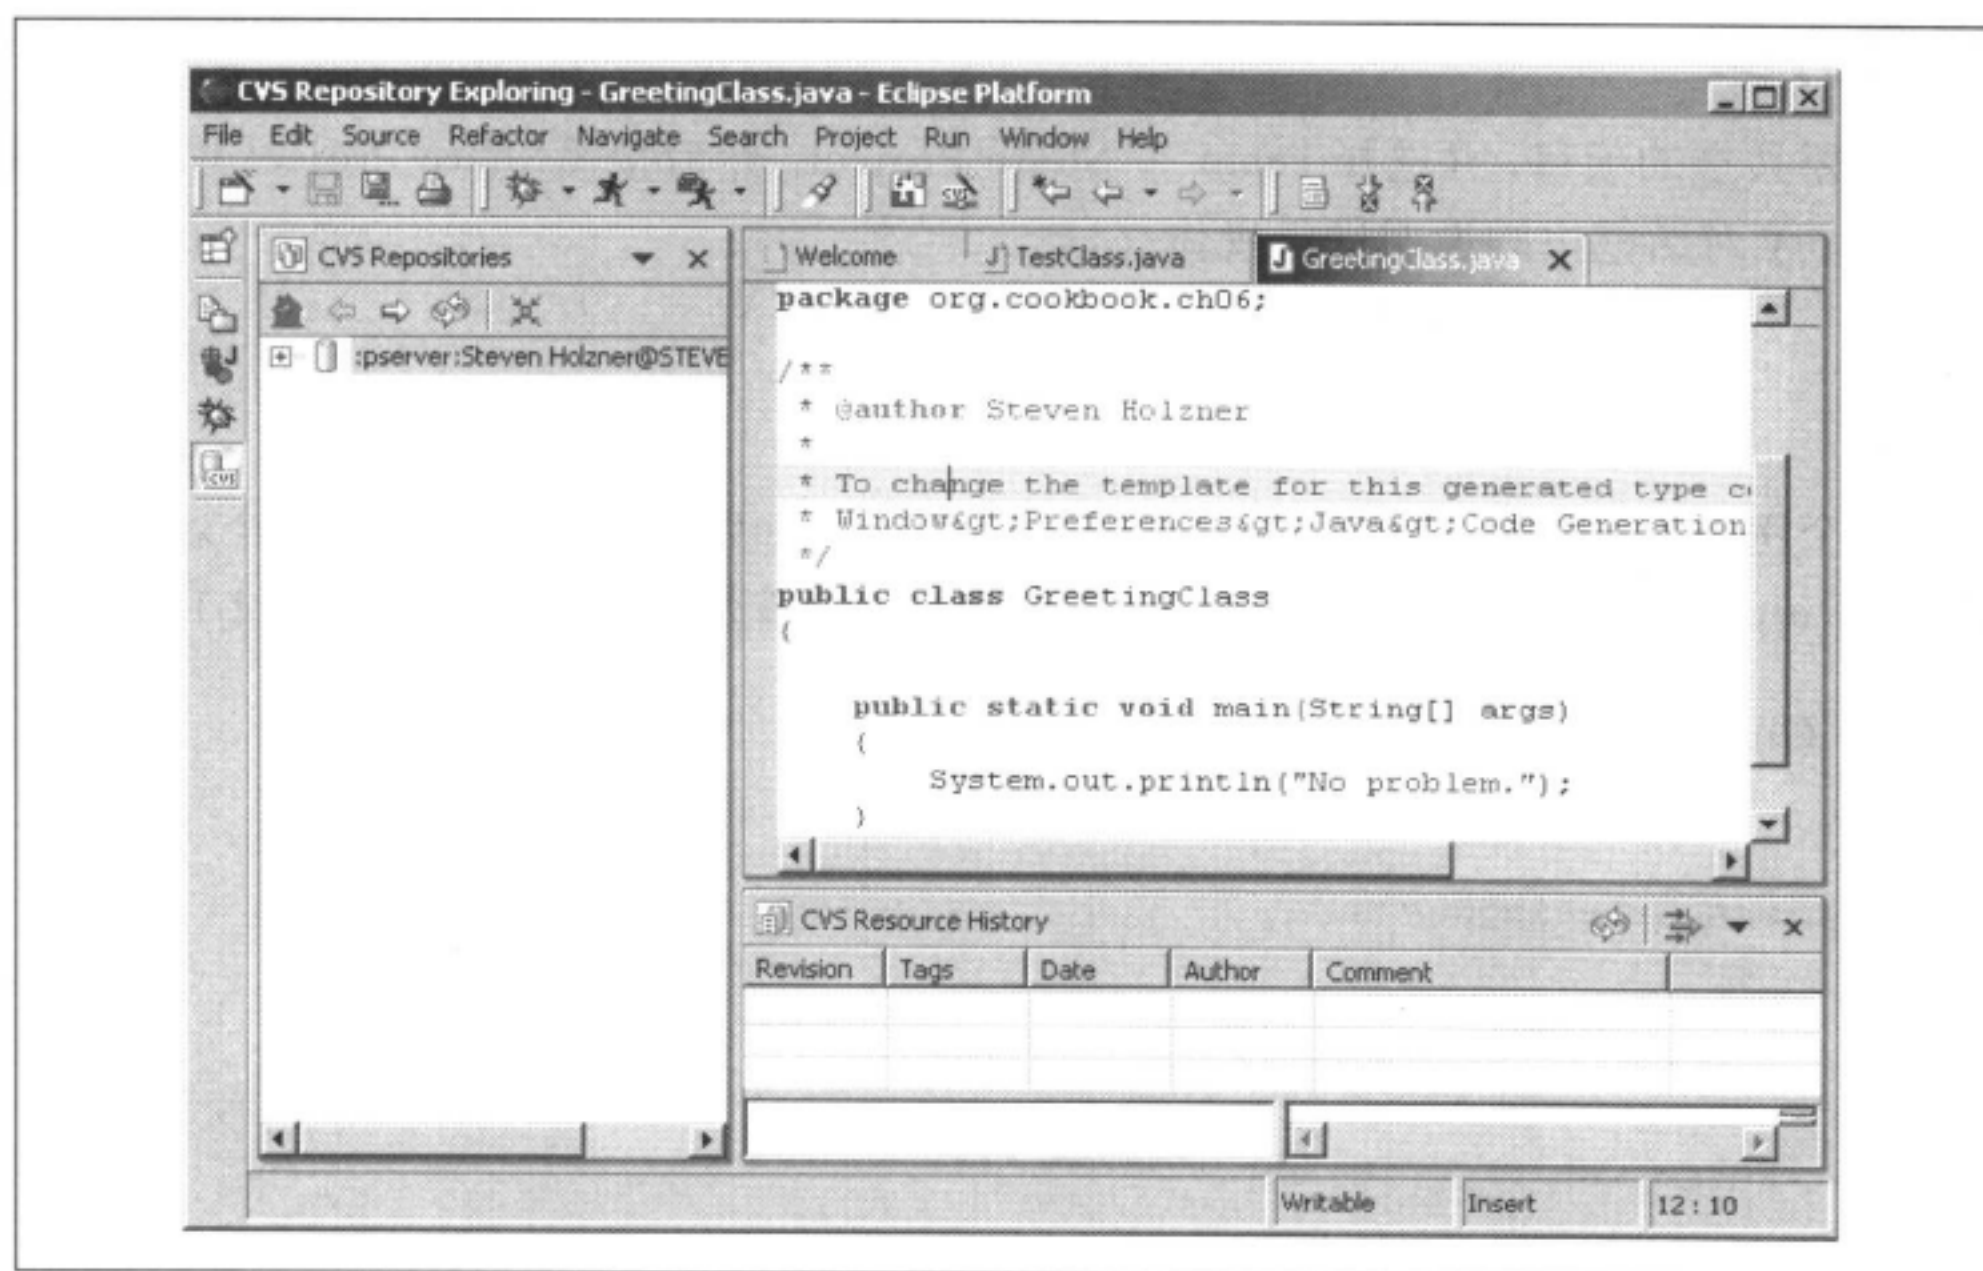 CVS Repository Exploring - GreetingClass.java - Eclipse Platform
File Edit Source Refactor Navigate Search Project Run Window Help
CVS Repositories
:pserver:Steven Holzner@STEVE
Welcome TestClass.java GreetingClass.java
package org.cookbook.ch06;
/**
* @author Steven Holzner
*
* To change the template for this generated type c
* Window&gt;Preferences&gt;Java&gt;Code Generation
*/
public class GreetingClass
{
public static void main(String[] args)
{
System.out.println("No problem.");
}
CVS Resource History
Revision Tags Date Author Comment
Writable Insert 12 : 10